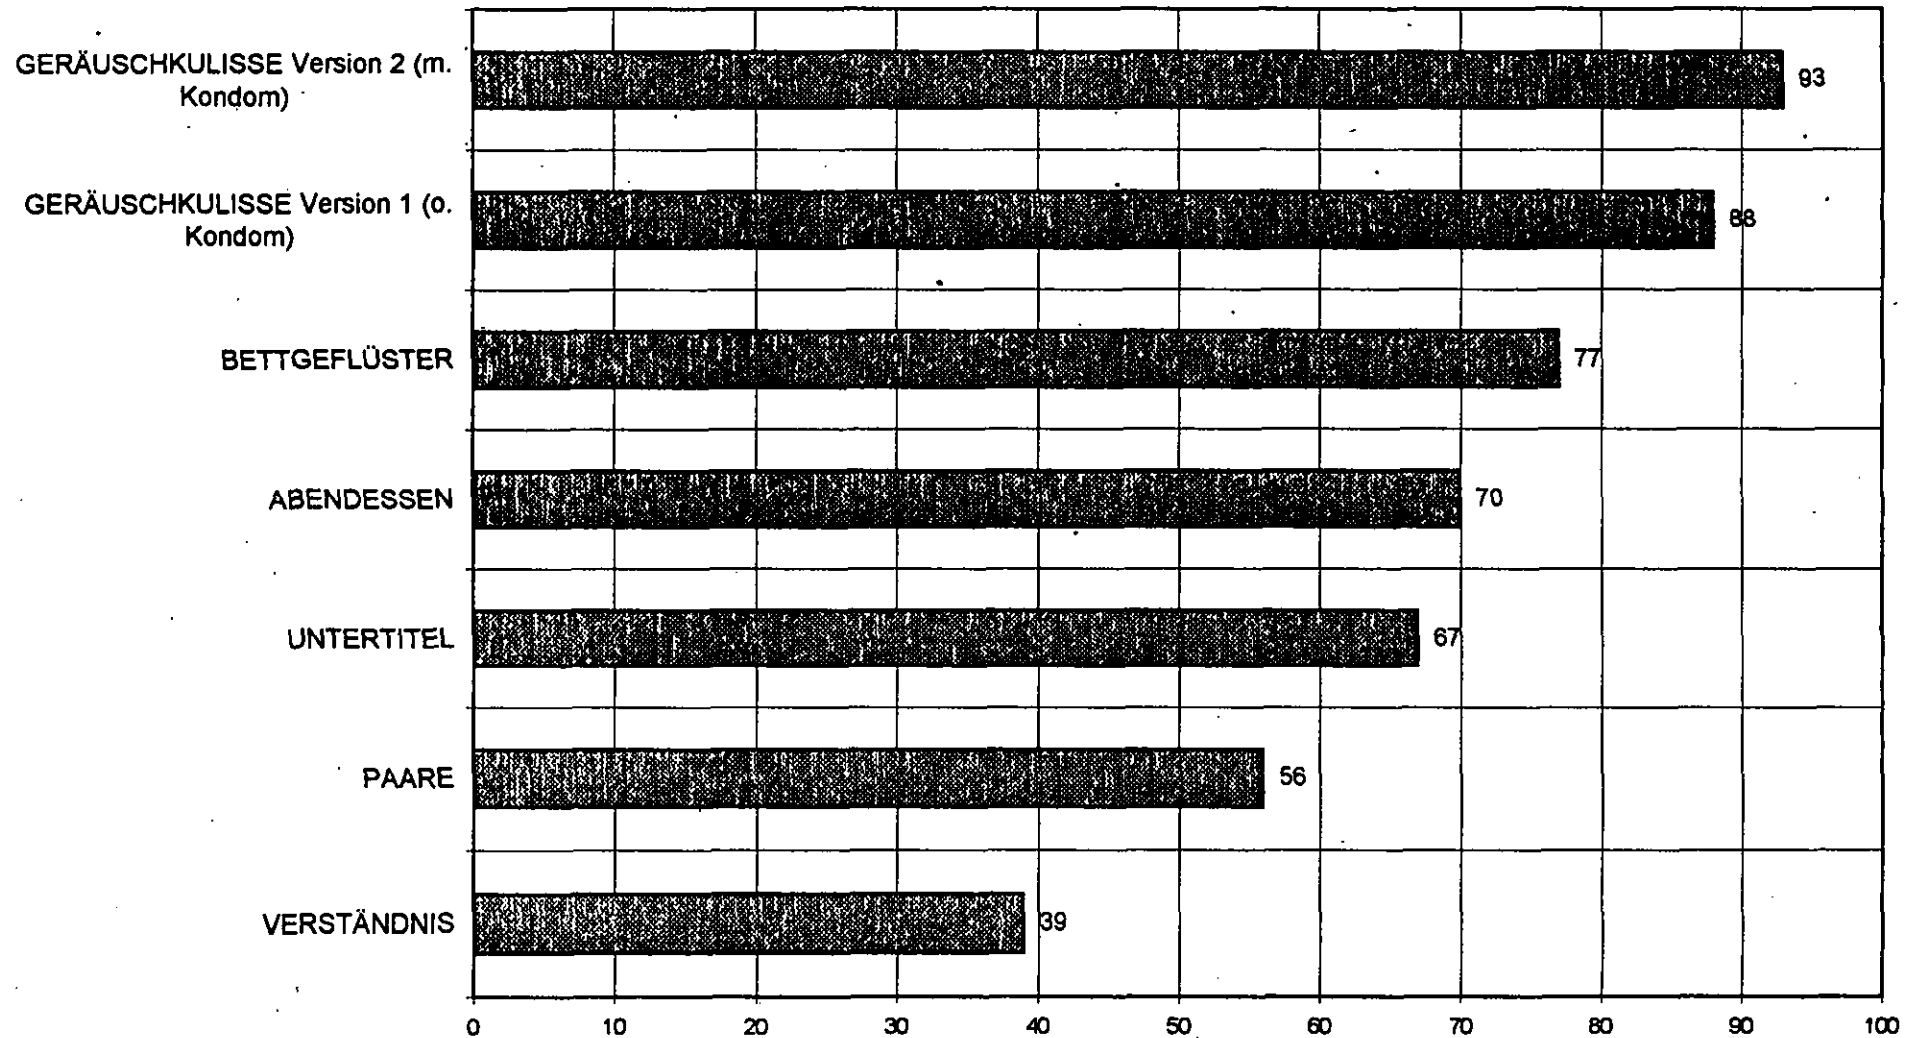 GERÄUSCHKULISSE Version 2 (m.
Kondom)
93
GERÄUSCHKULISSE Version 1 (o.
Kondom)
88
BETTGEFLÜSTER
77
ABENDESSEN
70
UNTERTITEL
67
PAARE
56
VERSTÄNDNIS
39
0 10 20 30 40 50 60 70 80 90 100